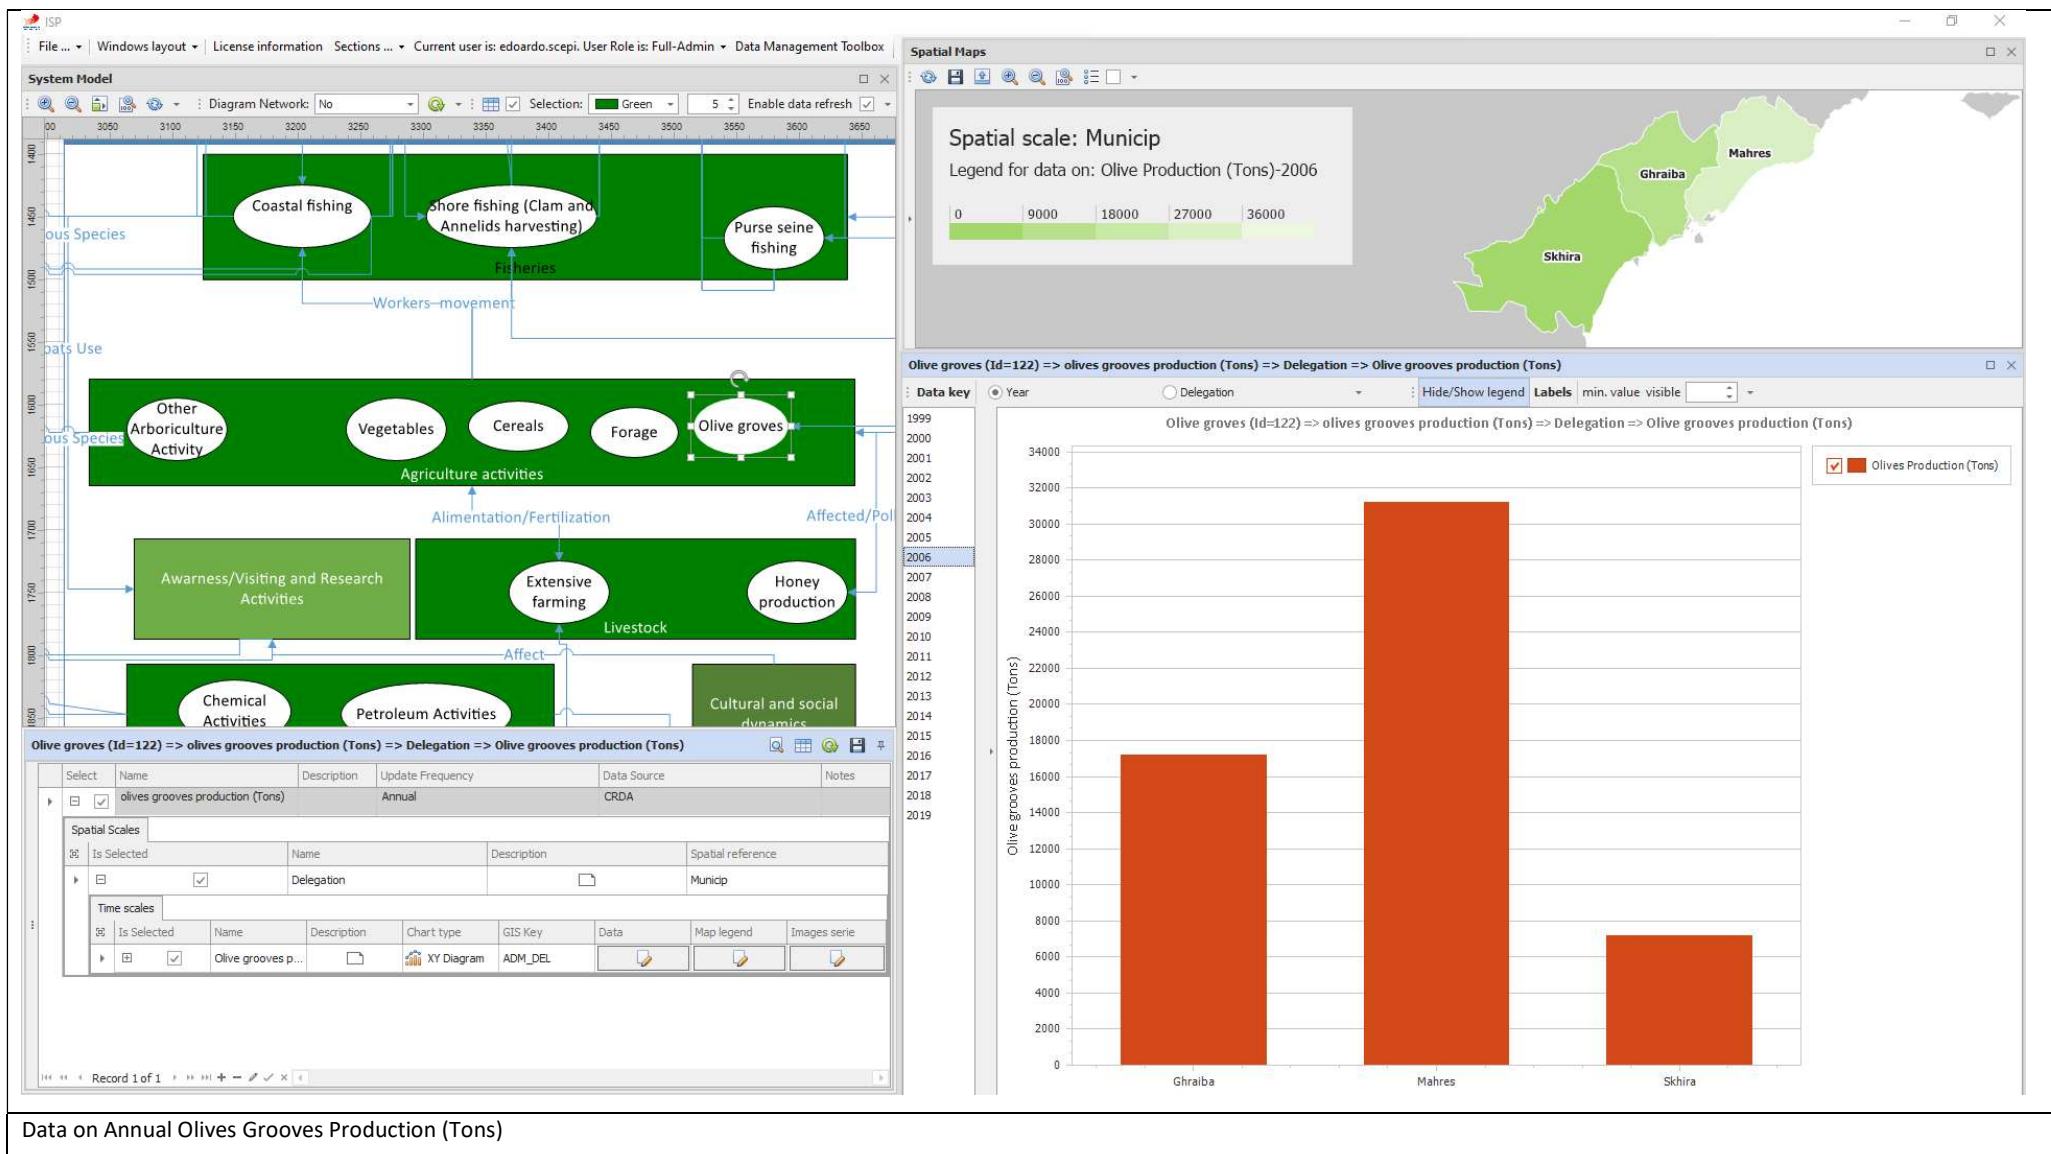 ISP
File ... Windows layout License information Sections ... Current user is: edoardo.scepi. User Role is: Full-Admin Data Management Toolbox
System Model
Diagram Network: No Selection: Green 5 Enable data refresh
00 3050 3100 3150 3200 3250 3300 3350 3400 3450 3500 3550 3600 3650
1400
1450
1500
1550
1600
1650
1700
1750
1800
1850
Coastal fishing
Shore fishing (Clam and
Annelids harvesting)
Purse seine
fishing
Fisheries
ous Species
Workers movement
oats Use
Other
Arboriculture
Activity
Vegetables
Cereals
Forage
Olive groves
ous Species
Agriculture activities
Alimentation/Fertilization
Affected/Pol
Awarness/Visiting and Research
Activities
Extensive
farming
Honey
production
Livestock
Affect
Chemical
Activities
Petroleum Activities
Cultural and social
dynamics
Olive groves (Id=122) => olives grooves production (Tons) => Delegation => Olive grooves production (Tons)
Select Name Description Update Frequency Data Source Notes
olives grooves production (Tons) Annual CRDA
Spatial Scales
Is Selected Name Description Spatial reference
Delegation Municip
Time scales
Is Selected Name Description Chart type GIS Key Data Map legend Images serie
Olive grooves p... XY Diagram ADM_DEL
Record 1 of 1
Spatial Maps
Spatial scale: Municip
Legend for data on: Olive Production (Tons)-2006
0 9000 18000 27000 36000
Mahres
Ghraiba
Skhira
Olive groves (Id=122) => olives grooves production (Tons) => Delegation => Olive grooves production (Tons)
Data key Year Delegation Hide/Show legend Labels min. value visible
1999
2000
2001
2002
2003
2004
2005
2006
2007
2008
2009
2010
2011
2012
2013
2014
2015
2016
2017
2018
2019
Olive groves (Id=122) => olives grooves production (Tons) => Delegation => Olive grooves production (Tons)
Olives Production (Tons)
Olive grooves production (Tons)
34000
32000
30000
28000
26000
24000
22000
20000
18000
16000
14000
12000
10000
8000
6000
4000
2000
0
Ghraiba Mahres Skhira
Data on Annual Olives Grooves Production (Tons)